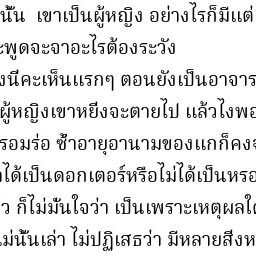 นั้น เขาเป็นผู้หญิง อย่างไรก็มีแต่
ะพูดจะจาอะไรต้องระวัง
งนีคะเห็นแรกๆ ตอนยังเป็นอาจาร
ผู้หญิงเขาหยิ่งจะตายไป แล้วไงพอ
รอมร่อ ซ้ำอายุอานามของแกก็คง
ได้เป็นดอกเตอร์หรือไม่ได้เป็นหรอ
ว ก็ไม่มั่นใจว่า เป็นเพราะเหตุผลใด
ม่นั้นเล่า ไม่ปฏิเสธว่า มีหลายสิ่งห